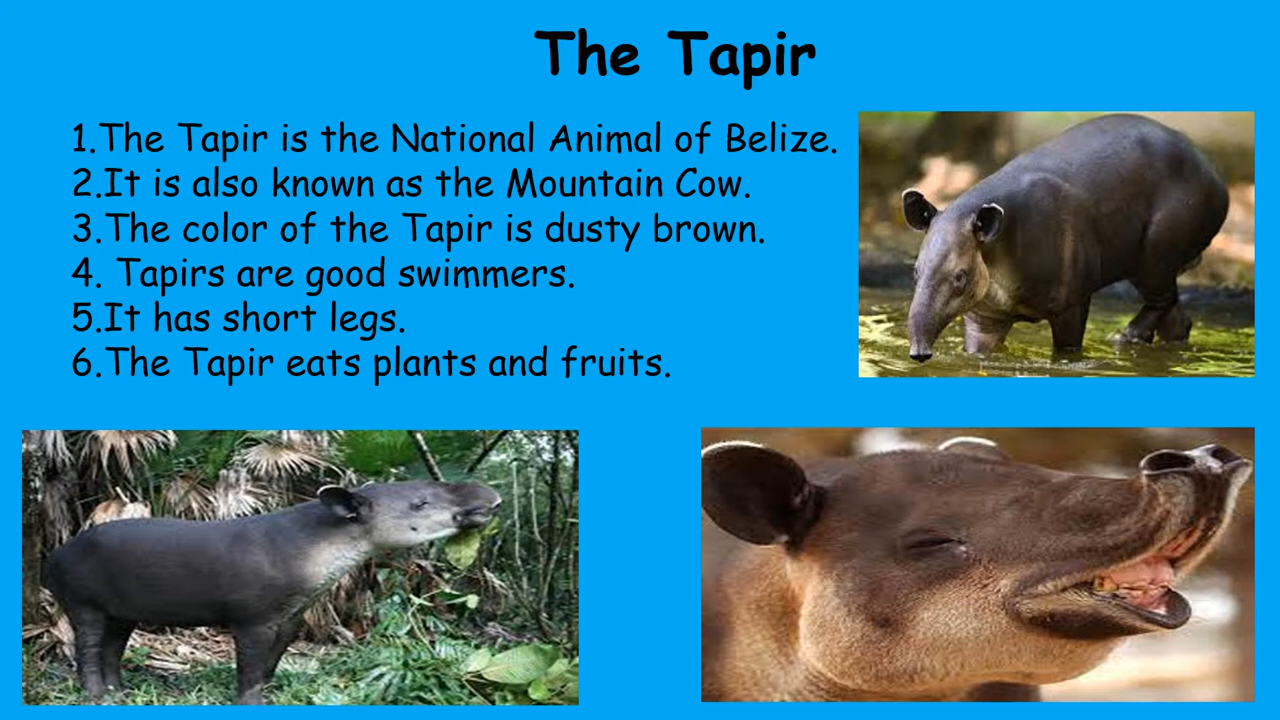 The Tapir
1.The Tapir is the National Animal of Belize.
2.It is also known as the Mountain Cow.
3.The color of the Tapir is dusty brown.
4. Tapirs are good swimmers.
5.It has short legs.
6.The Tapir eats plants and fruits.